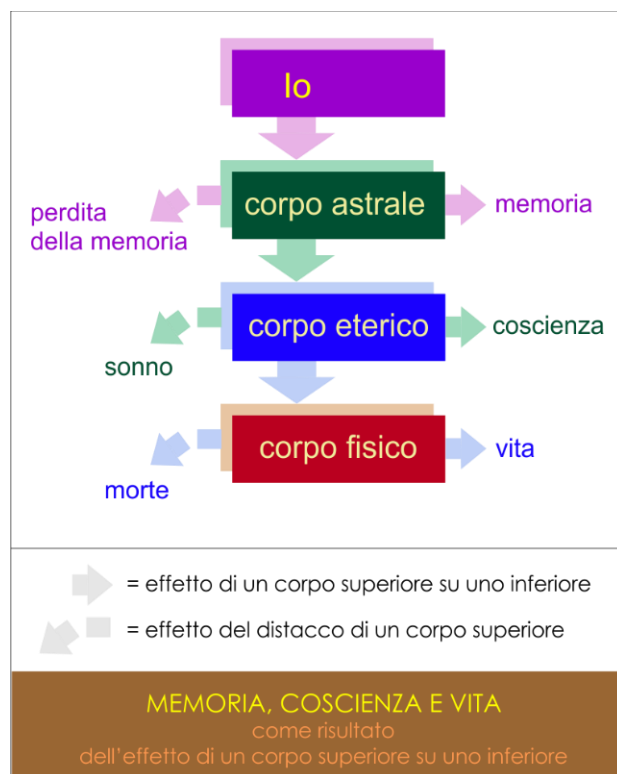 Io
corpo astrale
perdita
della memoria
memoria
corpo eterico
sonno
coscienza
corpo fisico
morte
vita
= effetto di un corpo superiore su uno inferiore
= effetto del distacco di un corpo superiore
MEMORIA, COSCIENZA E VITA
come risultato
dell'effetto di un corpo superiore su uno inferiore